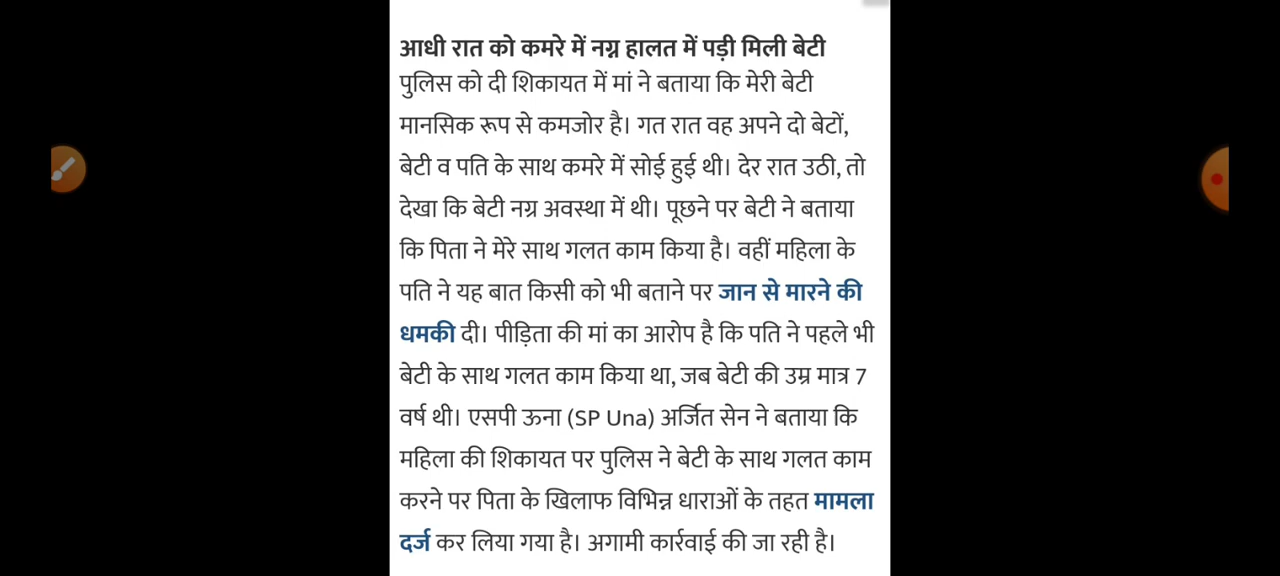 आधी रात को कमरे में नग्न हालत में पड़ी मिली बेटी
पुलिस को दी शिकायत में मां ने बताया कि मेरी बेटी
मानसिक रूप से कमजोर है। गत रात वह अपने दो बेटों,
बेटी व पति के साथ कमरे में सोई हुई थी। देर रात उठी, तो
देखा कि बेटी नग्र अवस्था में थी। पूछने पर बेटी ने बताया
कि पिता ने मेरे साथ गलत काम किया है। वहीं महिला के
पति ने यह बात किसी को भी बताने पर जान से मारने की
धमकी दी। पीड़िता की मां का आरोप है कि पति ने पहले भी
बेटी के साथ गलत काम किया था, जब बेटी की उम्र मात्र 7
वर्ष थी। एसपी ऊना (SP Una) अर्जित सेन ने बताया कि
महिला की शिकायत पर पुलिस ने बेटी के साथ गलत काम
करने पर पिता के खिलाफ विभिन्न धाराओं के तहत मामला
दर्ज कर लिया गया है। अगामी कार्रवाई की जा रही है।